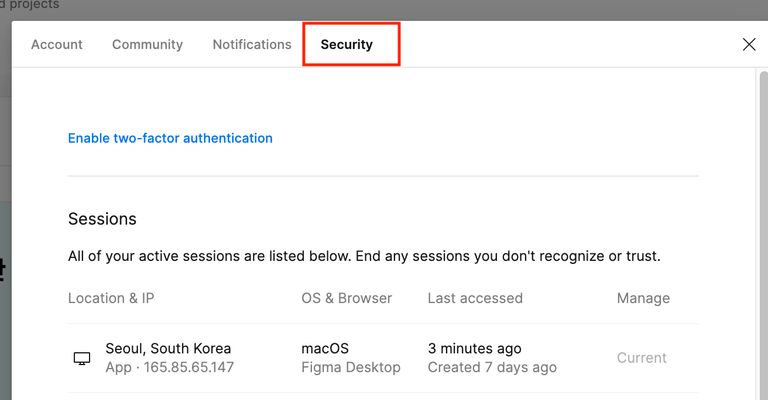 d projects
Account Community Notifications Security
Enable two-factor authentication
Sessions
All of your active sessions are listed below. End any sessions you don't recognize or trust.
Location & IP OS & Browser Last accessed Manage
Seoul, South Korea macOS 3 minutes ago
App · 165.85.65.147 Figma Desktop Created 7 days ago Current